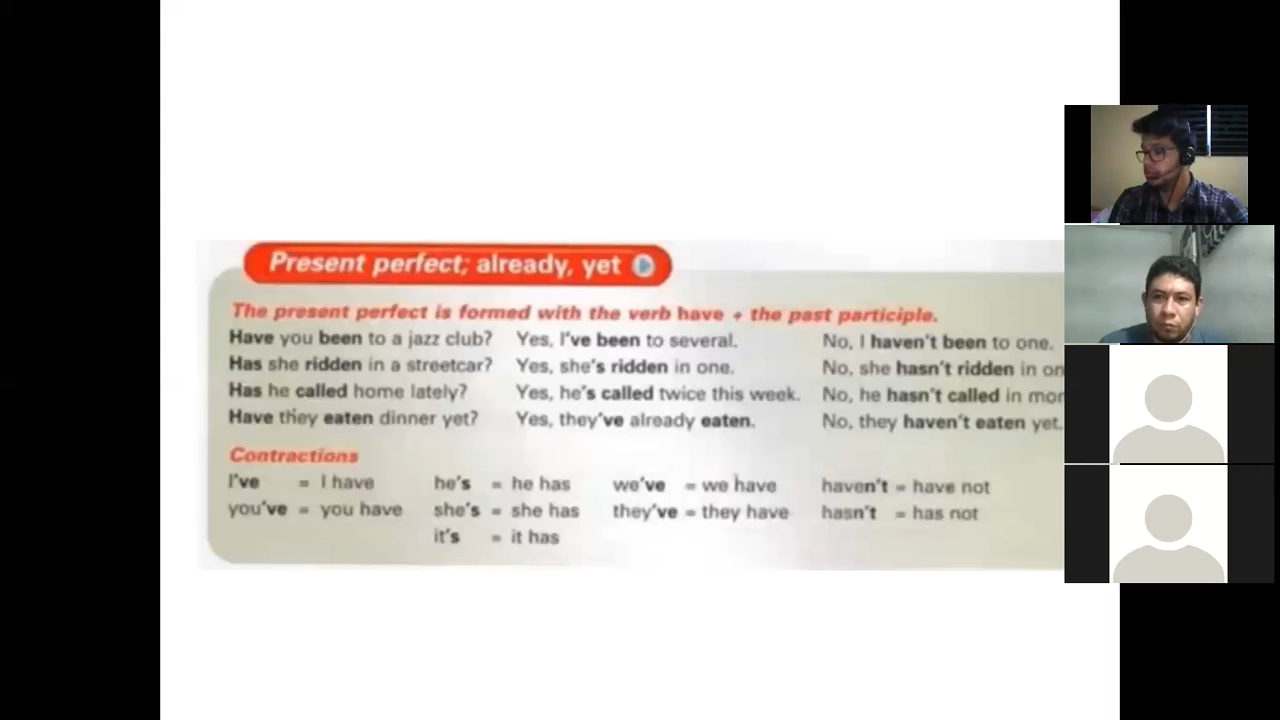 Present perfect; already, yet
The present perfect is formed with the verb have + the past participle.
Have you been to a jazz club? Yes, I've been to several. No, I haven't been to one.
Has she ridden in a streetcar? Yes, she's ridden in one. No, she hasn't ridden in
Has he called home lately? Yes, he's called twice this week. No, he hasn't called in
Have they eaten dinner yet? Yes, they've already eaten. No, they haven't eaten yet.
Contractions
I've = I have he's = he has we've = we have haven't = have not
you've = you have she's = she has they've = they have hasn't = has not
it's = it has